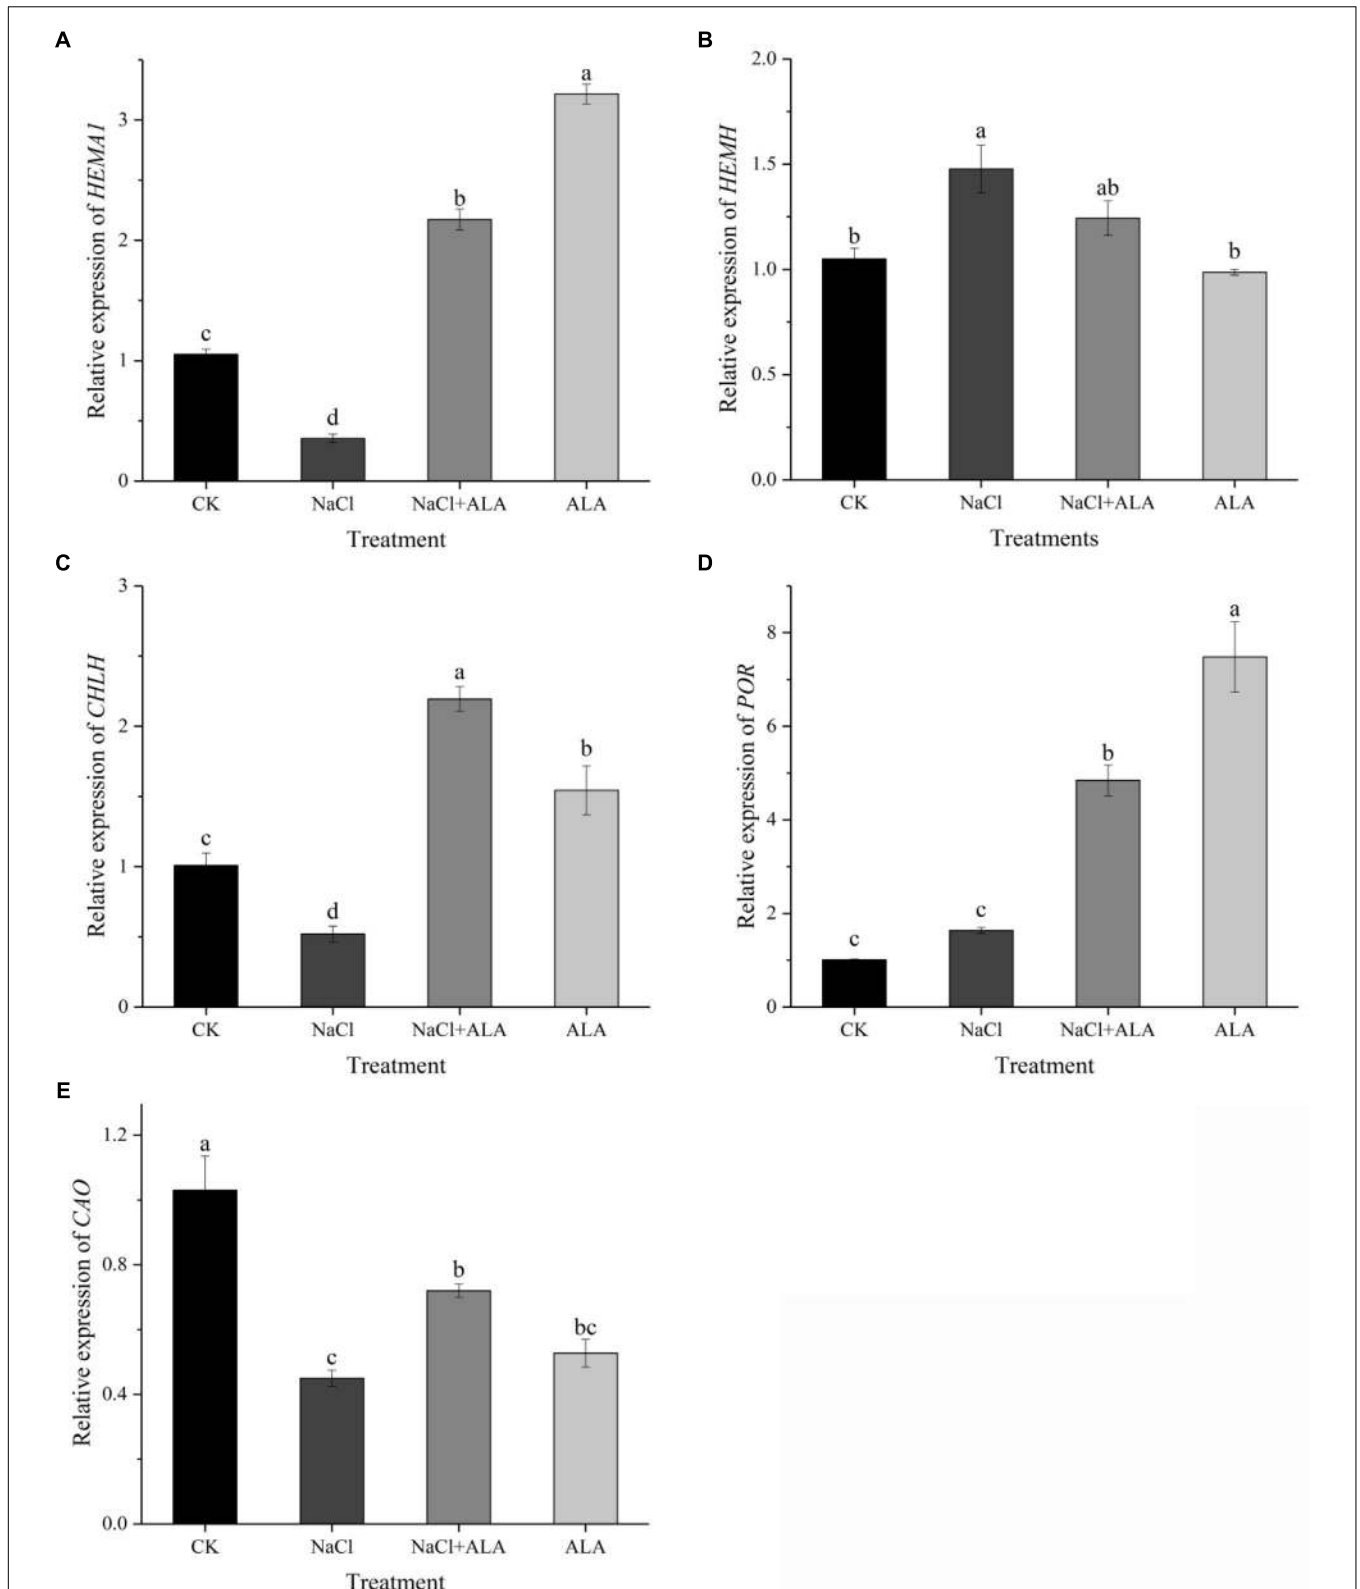 A
Relative expression of HEMA1
3
2
1
0
a
b
c
d
CK NaCl NaCl+ALA ALA
Treatment
B
Relative expression of HEMH
2.0
1.5
1.0
0.5
0.0
a
ab
b
b
CK NaCl NaCl+ALA ALA
Treatments
C
Relative expression of CHLH
3
2
1
0
a
b
c
d
CK NaCl NaCl+ALA ALA
Treatment
D
Relative expression of POR
8
6
4
2
0
a
b
c
c
CK NaCl NaCl+ALA ALA
Treatment
E
Relative expression of CAO
1.2
0.8
0.4
0.0
a
b
bc
c
CK NaCl NaCl+ALA ALA
Treatment